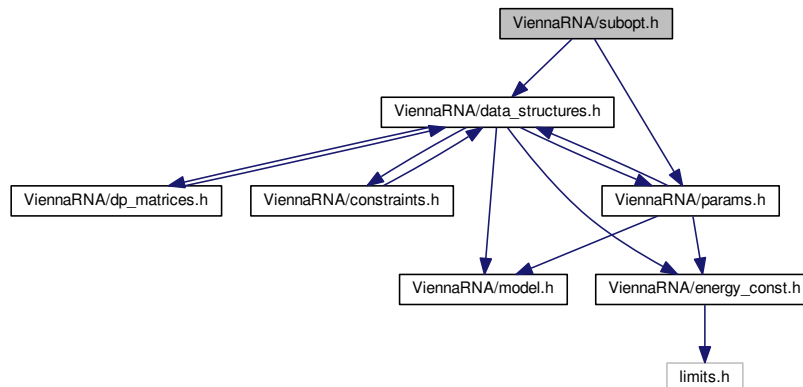 ViennaRNA/subopt.h
ViennaRNA/data_structures.h
ViennaRNA/dp_matrices.h
ViennaRNA/constraints.h
ViennaRNA/params.h
ViennaRNA/model.h
ViennaRNA/energy_const.h
limits.h